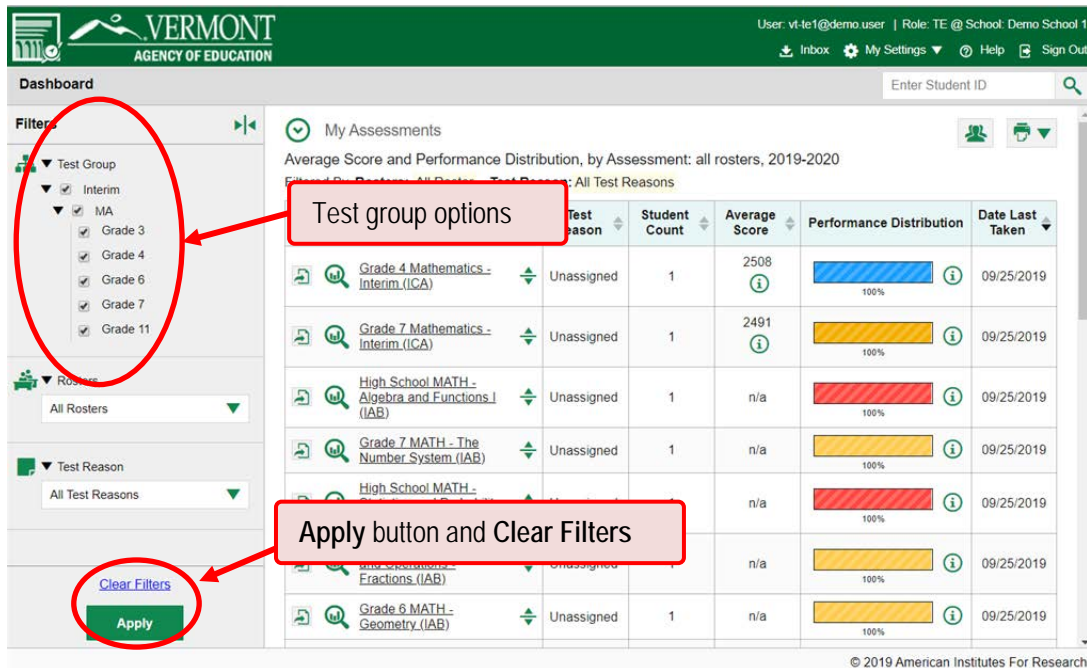 VERMONT
AGENCY OF EDUCATION
User: vt-te1@demo.user | Role: TE @ School: Demo School 1
Inbox My Settings Help Sign Out
Dashboard
Enter Student ID
Filters
Test Group
Interim
MA
Grade 3
Grade 4
Grade 6
Grade 7
Grade 11
Rosters
All Rosters
Test Reason
All Test Reasons
Clear Filters
Apply
My Assessments
Average Score and Performance Distribution, by Assessment: all rosters, 2019-2020
Filtered By Rosters: All Roster Test Reason: All Test Reasons
Test group options
Test Reason Student Count Average Score Performance Distribution Date Last Taken
Grade 4 Mathematics -
Interim (ICA)
Unassigned 1 2508 100% 09/25/2019
Grade 7 Mathematics -
Interim (ICA)
Unassigned 1 2491 100% 09/25/2019
High School MATH -
Algebra and Functions I
(IAB)
Unassigned 1 n/a 100% 09/25/2019
Grade 7 MATH - The
Number System (IAB)
Unassigned 1 n/a 100% 09/25/2019
High School MATH -
n/a 100% 09/25/2019
Apply button and Clear Filters
and Operations -
Fractions (IAB)
Unassigned 1 n/a 100% 09/25/2019
Grade 6 MATH -
Geometry (IAB)
Unassigned 1 n/a 100% 09/25/2019
© 2019 American Institutes For Research